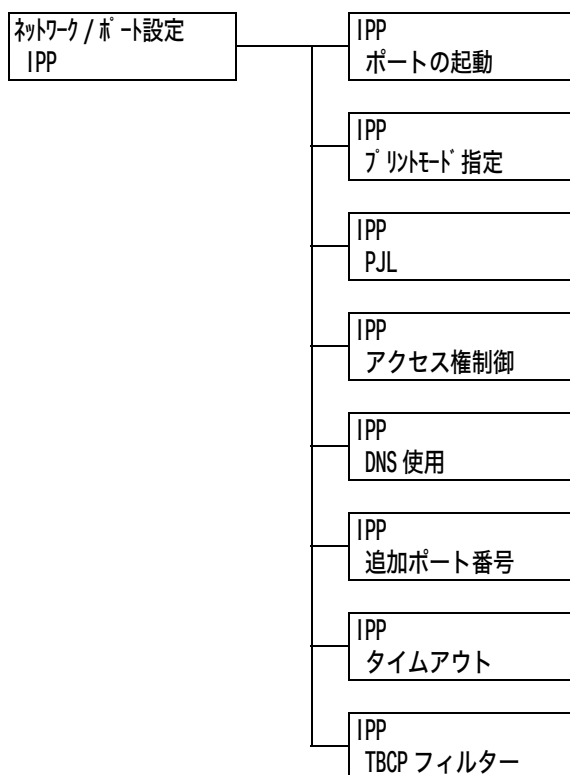 ﾈｯﾄﾜｰｸ / ﾎﾟｰﾄ設定
IPP
IPP
ポートの起動
IPP
ﾌﾟﾘﾝﾄﾓｰﾄﾞ指定
IPP
PJL
IPP
アクセス権制御
IPP
DNS 使用
IPP
追加ポート番号
IPP
タイムアウト
IPP
TBCP フィルター